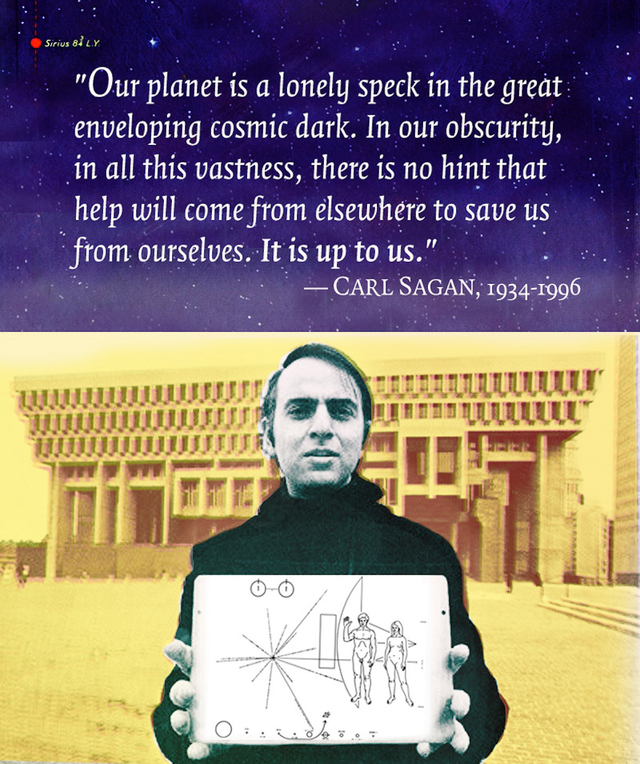 Sirius 8¾ L.Y.
"Our planet is a lonely speck in the great
enveloping cosmic dark. In our obscurity,
in all this vastness, there is no hint that
help will come from elsewhere to save us
from ourselves. It is up to us."
— CARL SAGAN, 1934-1996